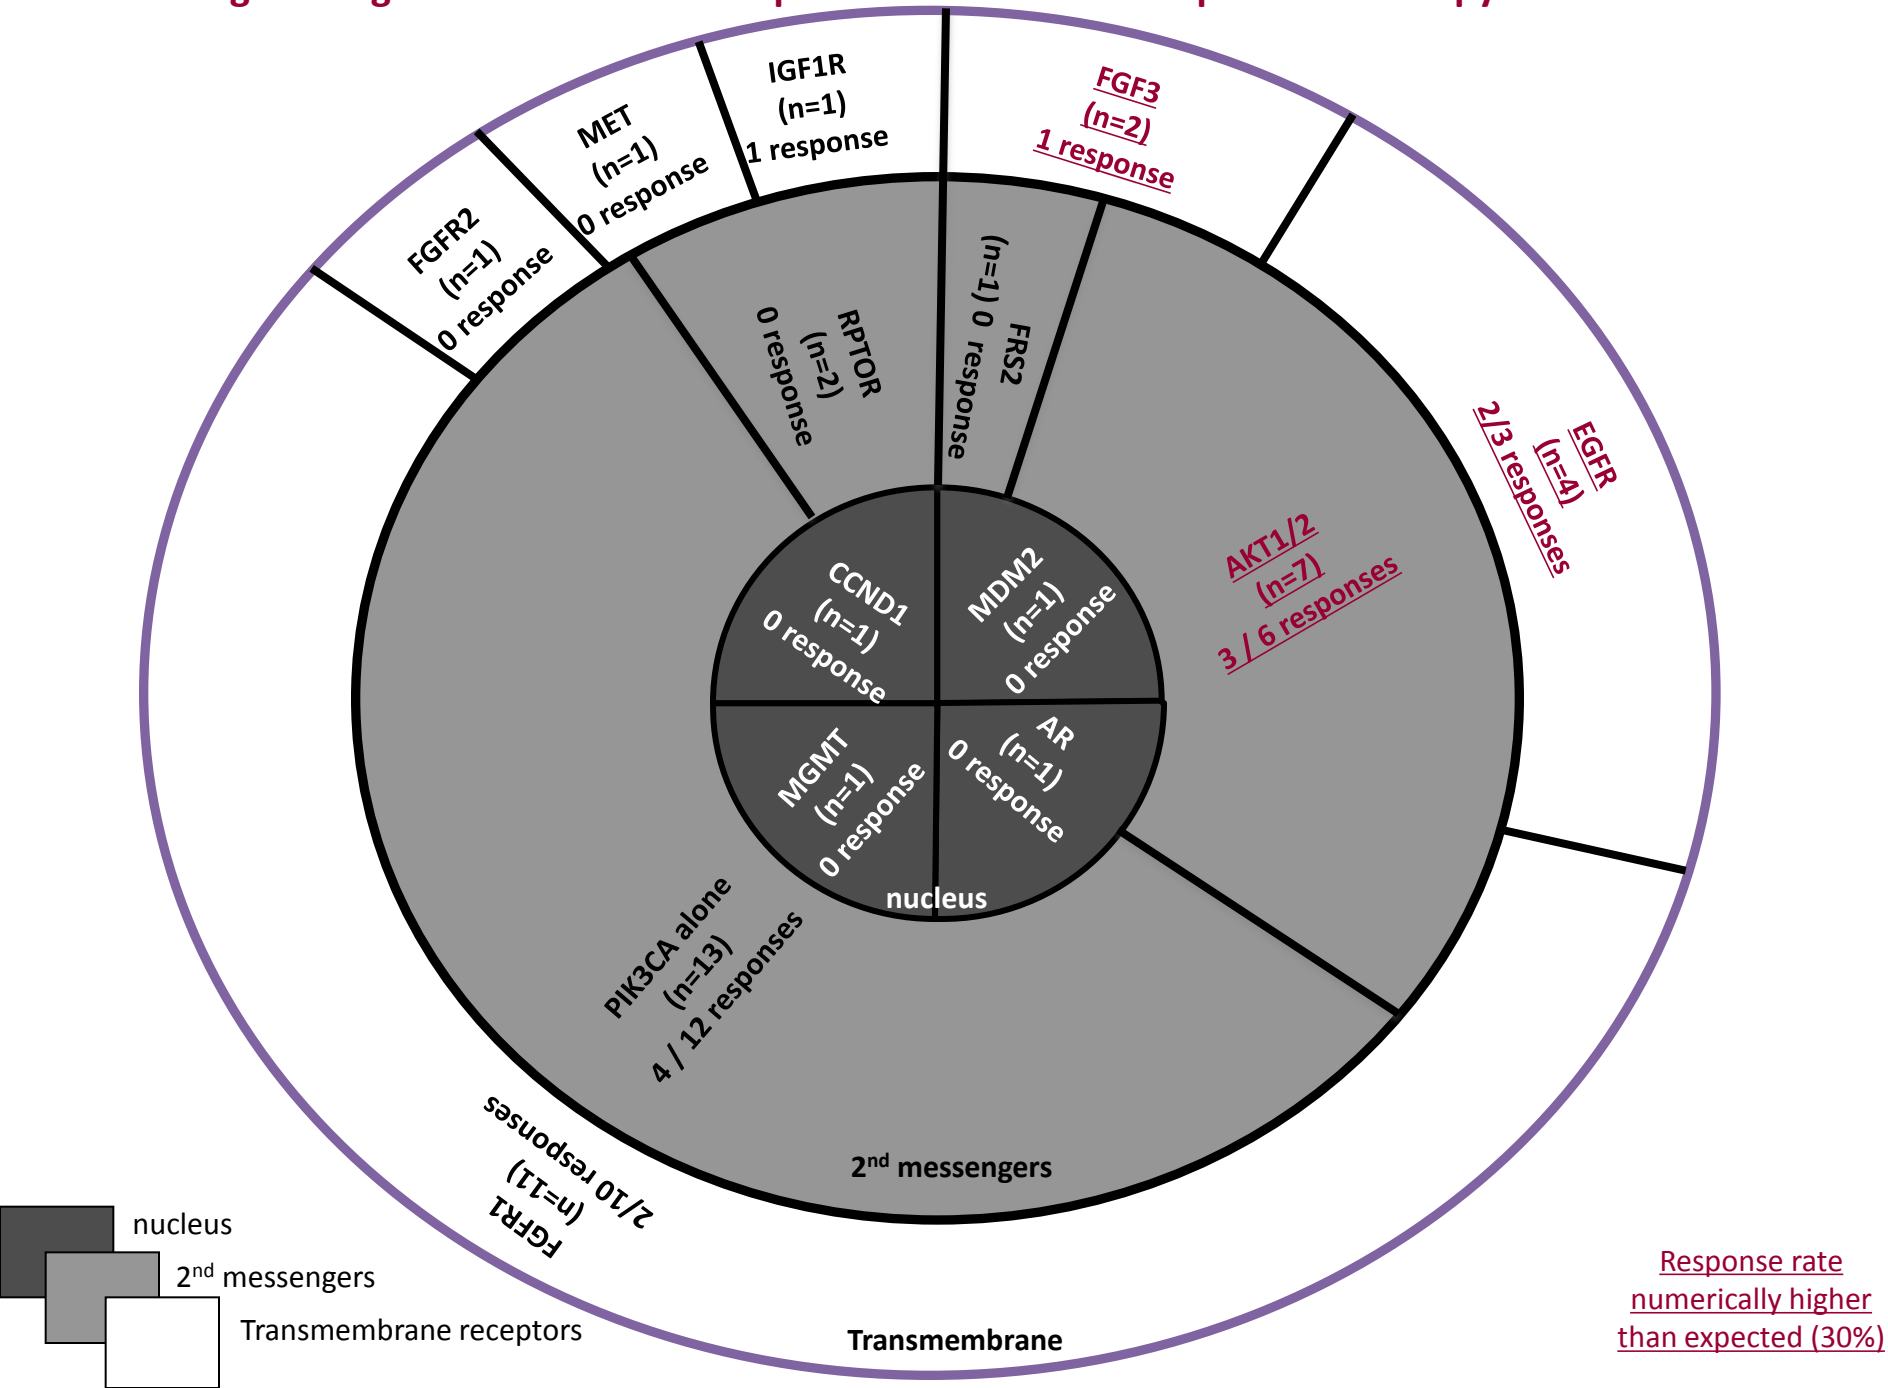 IGF1R
(n=1)
1 response
MET
(n=1)
0 response
FGFR2
(n=1)
0 response
FGF3
(n=2)
1 response
EGFR
(n=4)
2/3 responses
RPTOR
(n=2)
0 response
FRS2
(n=1) 0 response
AKT1/2
(n=7)
3 / 6 responses
CCND1
(n=1)
0 response
MDM2
(n=1)
0 response
MGMT
(n=1)
0 response
AR
(n=1)
0 response
nucleus
PIK3CA alone
(n=13)
4 / 12 responses
2nd messengers
FGFR1
(n=11)
2/10 responses
Transmembrane
nucleus
2nd messengers
Transmembrane receptors
Response rate
numerically higher
than expected (30%)